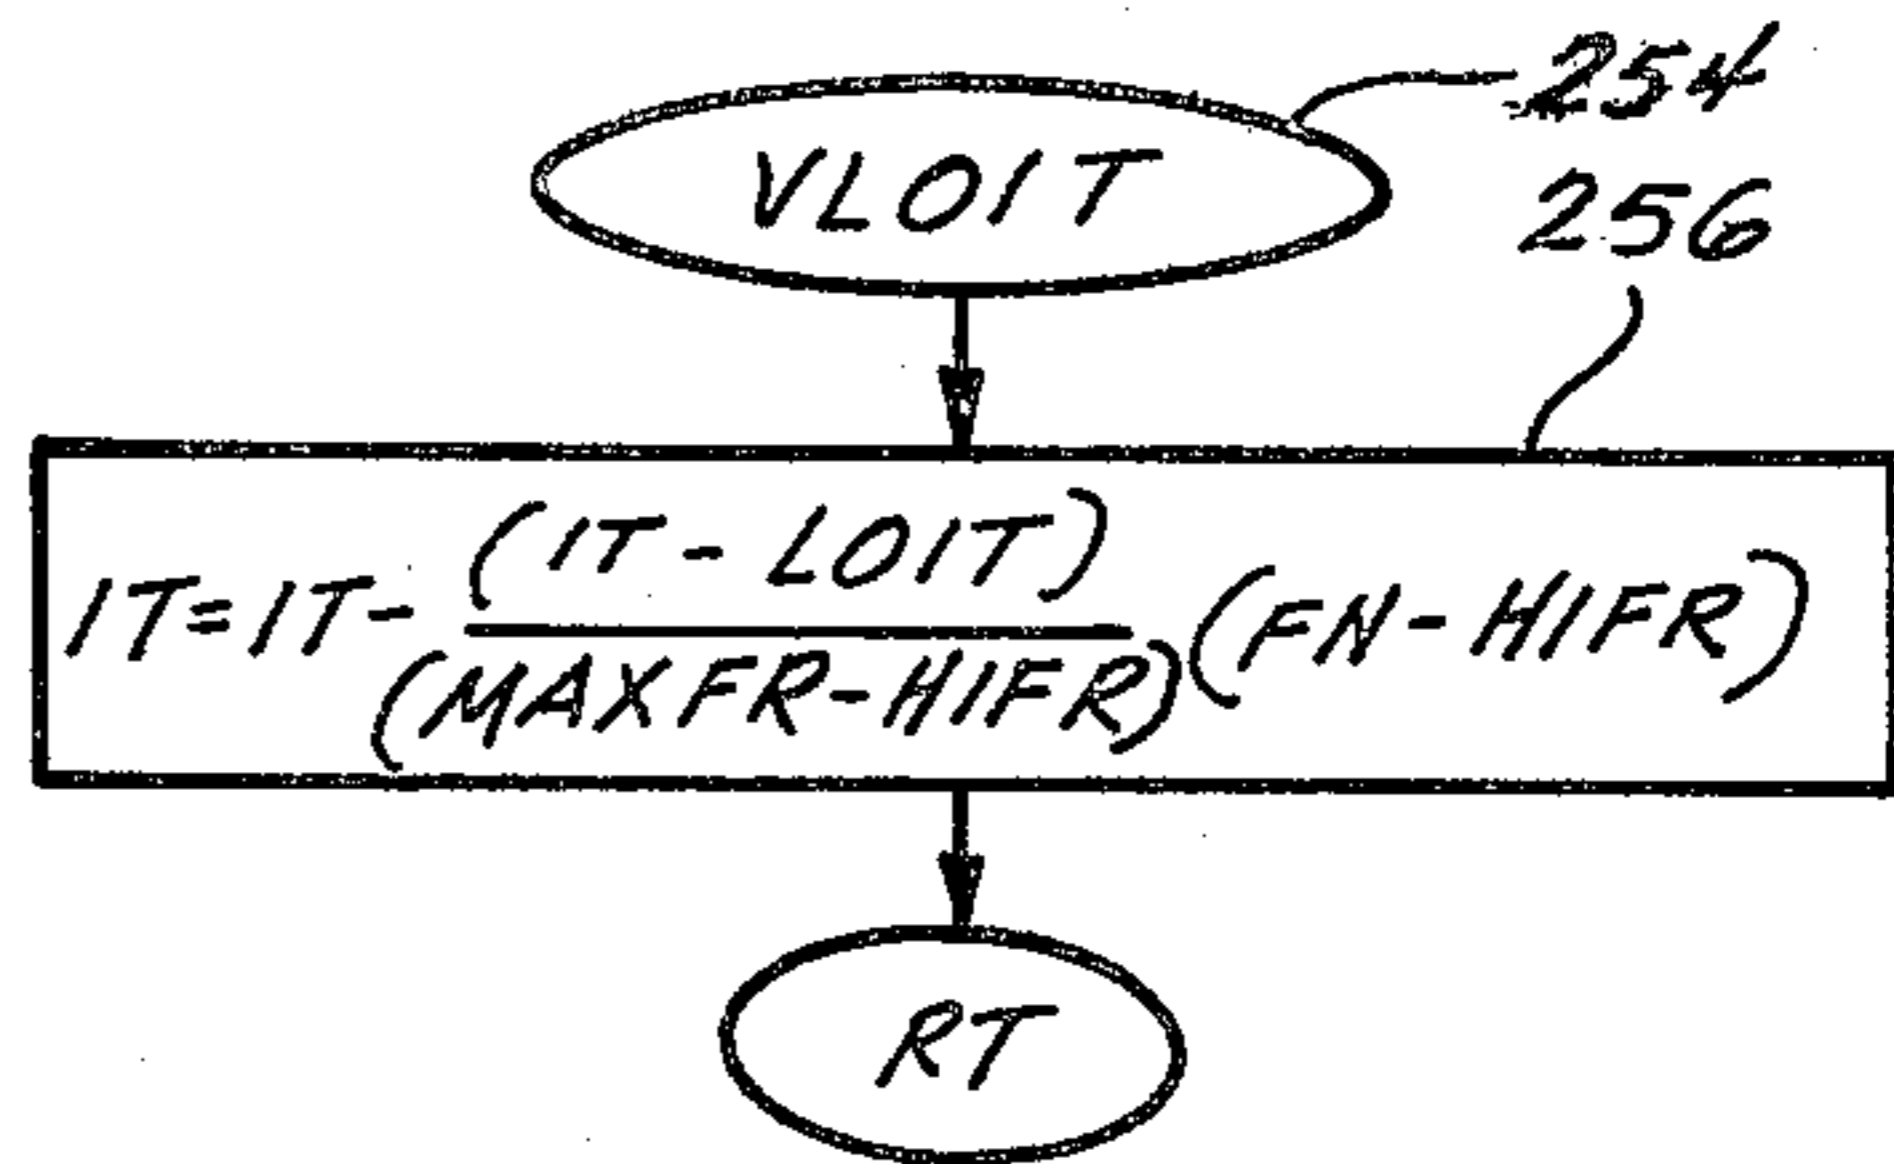 VLOIT
254
256
IT=IT-(IT-LOIT)/(MAXFR-HIFR)(FN-HIFR)
RT